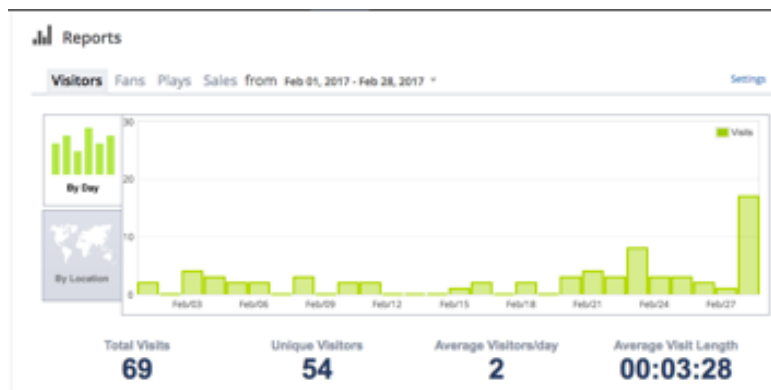 Reports
Visitors Fans Plays Sales from Feb 01, 2017 - Feb 28, 2017
Settings
30
Visits
20
By Day
10
By Location
0
Feb/03 Feb/06 Feb/09 Feb/12 Feb/15 Feb/18 Feb/21 Feb/24 Feb/27
Total Visits Unique Visitors Average Visitors/day Average Visit Length
69 54 2 00:03:28